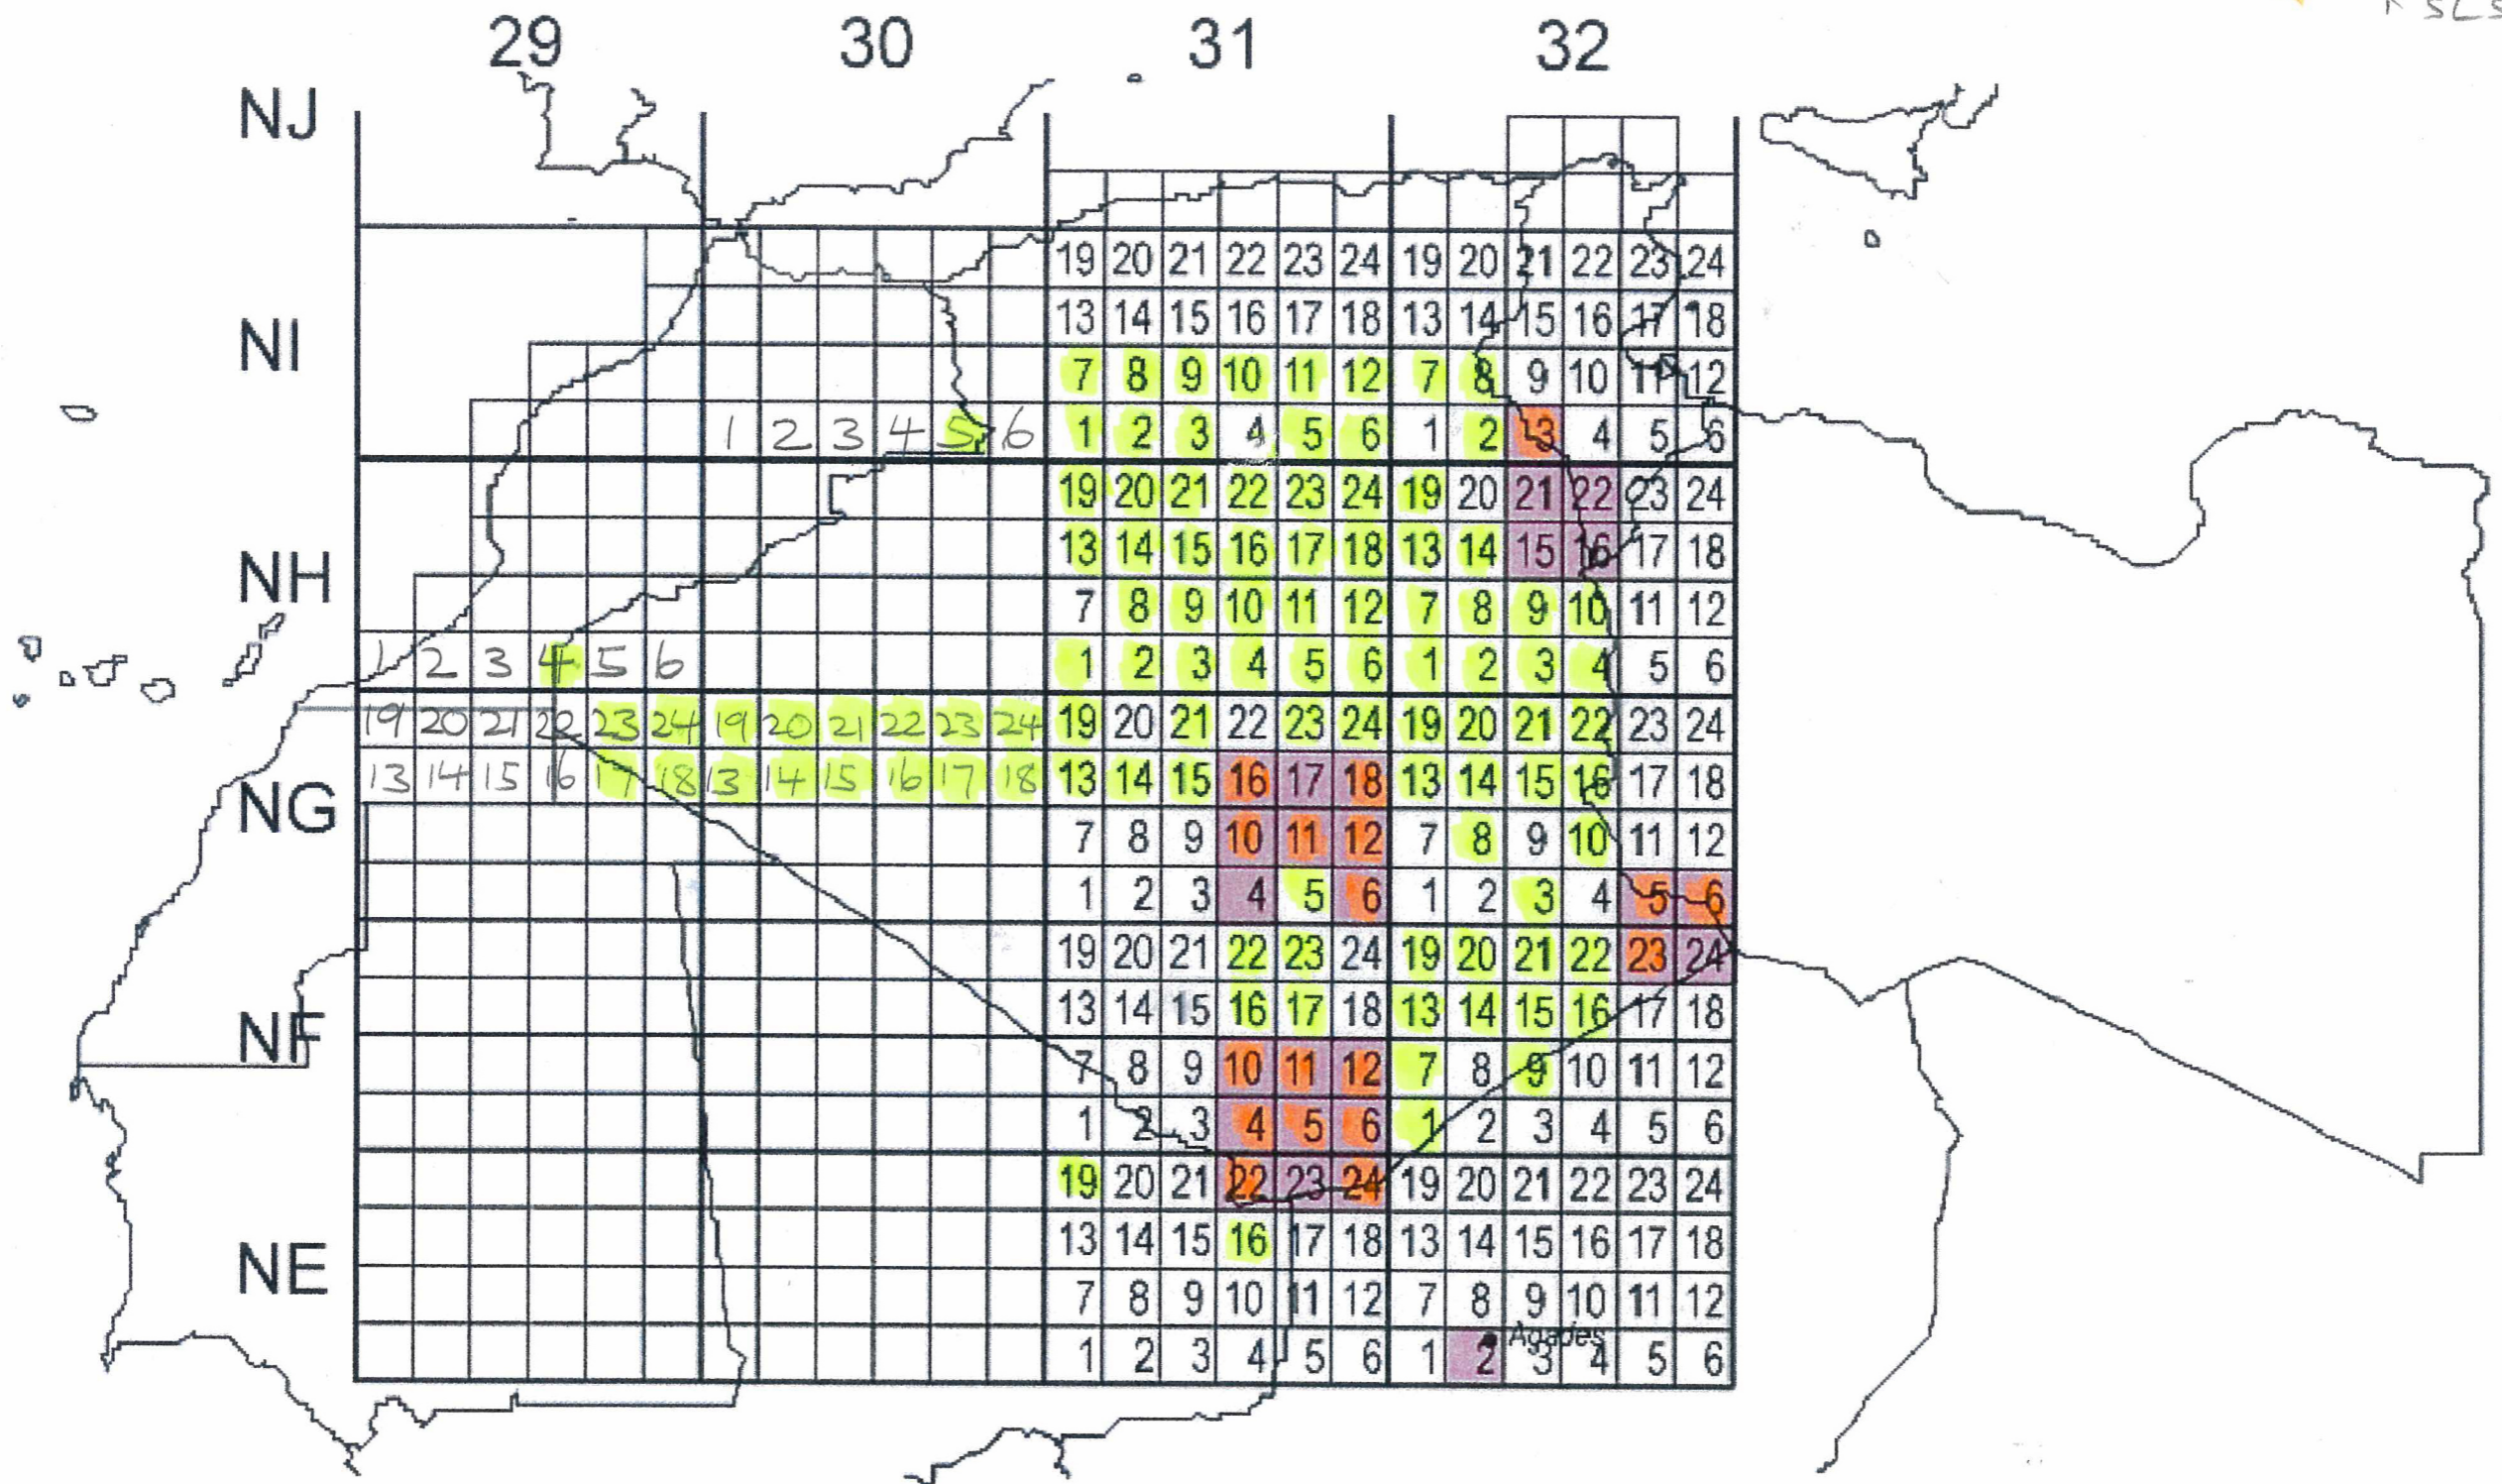 29 30 31 32
NJ
19 20 21 22 23 24 19 20 21 22 23 24
13 14 15 16 17 18 13 14 15 16 17 18
NI
7 8 9 10 11 12 7 8 9 10 11 12
1 2 3 4 5 6 1 2 3 4 5 6 1 2 3 4 5 6
19 20 21 22 23 24 19 20 21 22 23 24
13 14 15 16 17 18 13 14 15 16 17 18
NH
7 8 9 10 11 12 7 8 9 10 11 12
1 2 3 4 5 6 1 2 3 4 5 6 1 2 3 4 5 6
19 20 21 22 23 24 19 20 21 22 23 24 19 20 21 22 23 24 19 20 21 22 23 24
13 14 15 16 17 18 13 14 15 16 17 18 13 14 15 16 17 18 13 14 15 16 17 18
NG
7 8 9 10 11 12 7 8 9 10 11 12
1 2 3 4 5 6 1 2 3 4 5 6
19 20 21 22 23 24 19 20 21 22 23 24
13 14 15 16 17 18 13 14 15 16 17 18
NF
7 8 9 10 11 12 7 8 9 10 11 12
1 2 3 4 5 6 1 2 3 4 5 6
19 20 21 22 23 24 19 20 21 22 23 24
13 14 15 16 17 18 13 14 15 16 17 18
NE
7 8 9 10 11 12 7 8 9 10 11 12
Agades
1 2 3 4 5 6 1 2 3 4 5 6